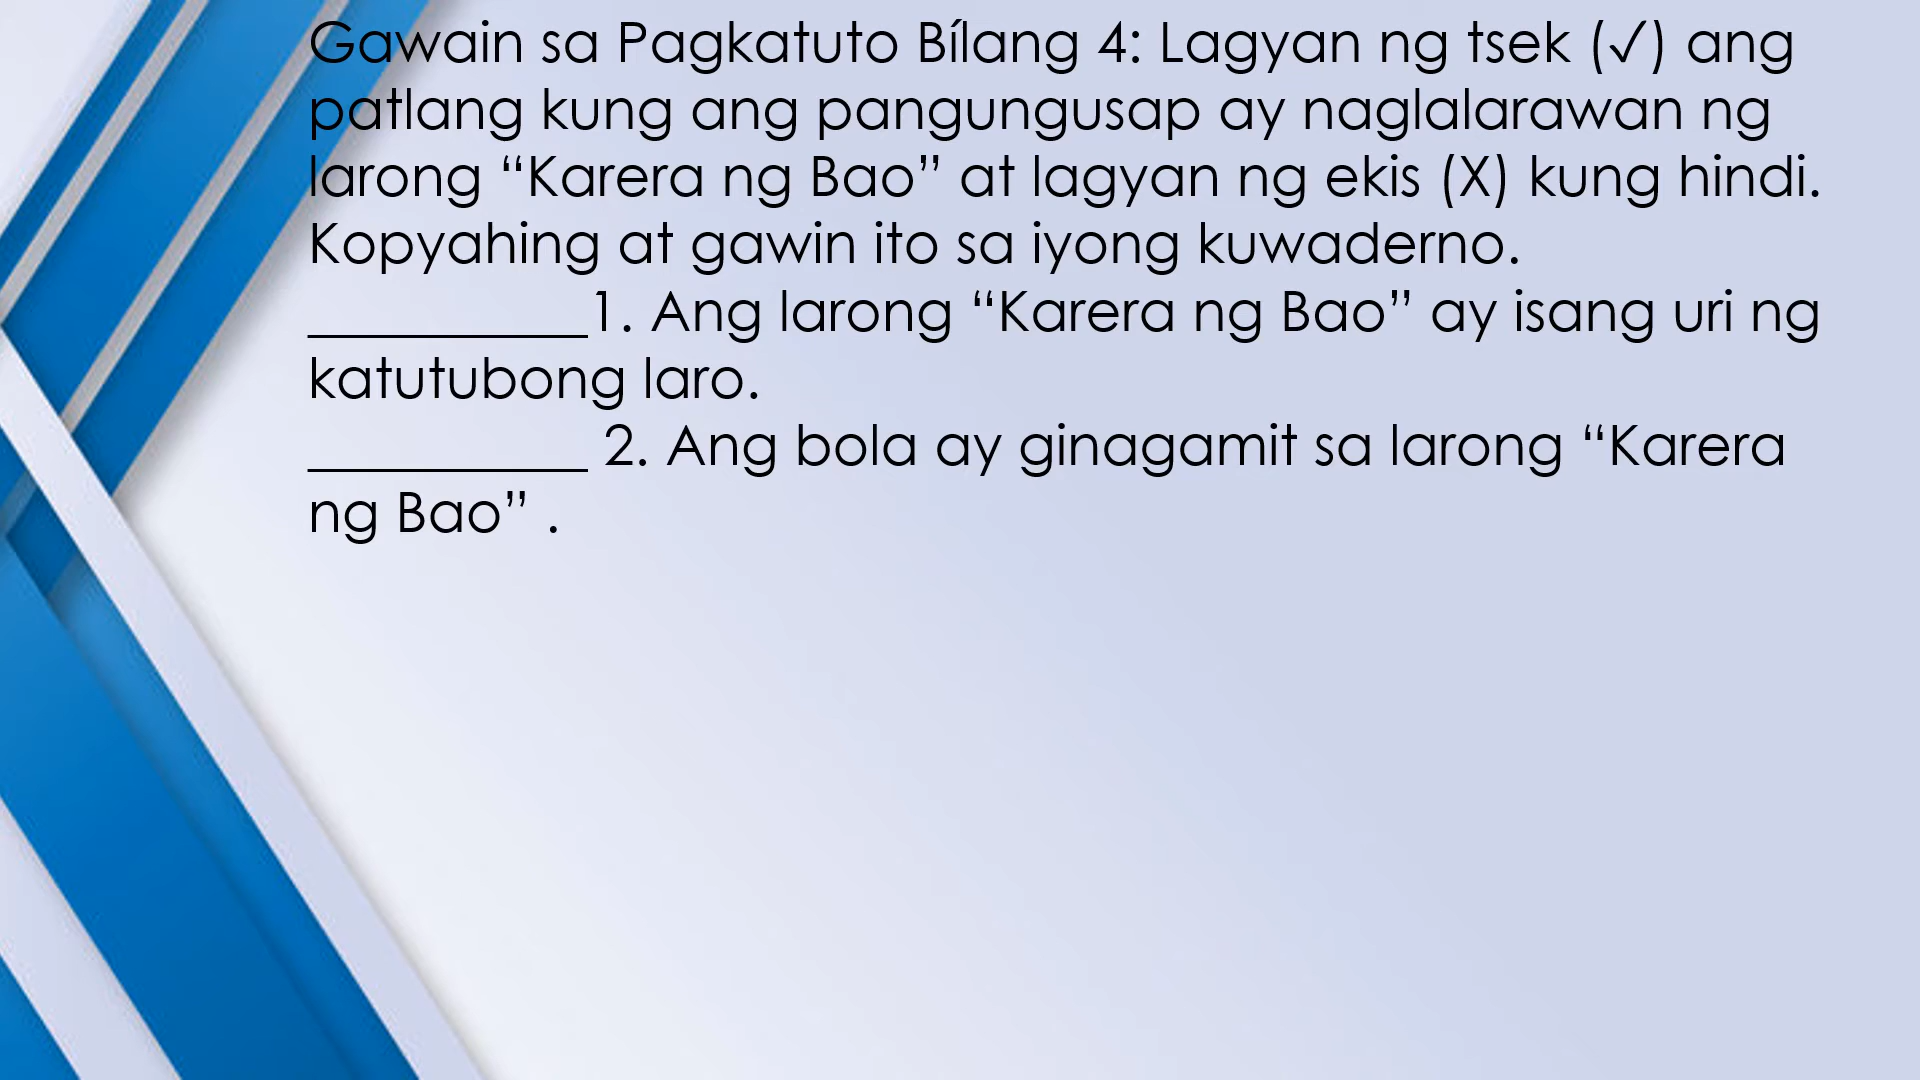 Gawain sa Pagkatuto Bílang 4: Lagyan ng tsek (✓) ang
patlang kung ang pangungusap ay naglalarawan ng
larong “Karera ng Bao” at lagyan ng ekis (X) kung hindi.
Kopyahing at gawin ito sa iyong kuwaderno.
__________1. Ang larong “Karera ng Bao” ay isang uri ng
katutubong laro.
__________ 2. Ang bola ay ginagamit sa larong “Karera
ng Bao” .